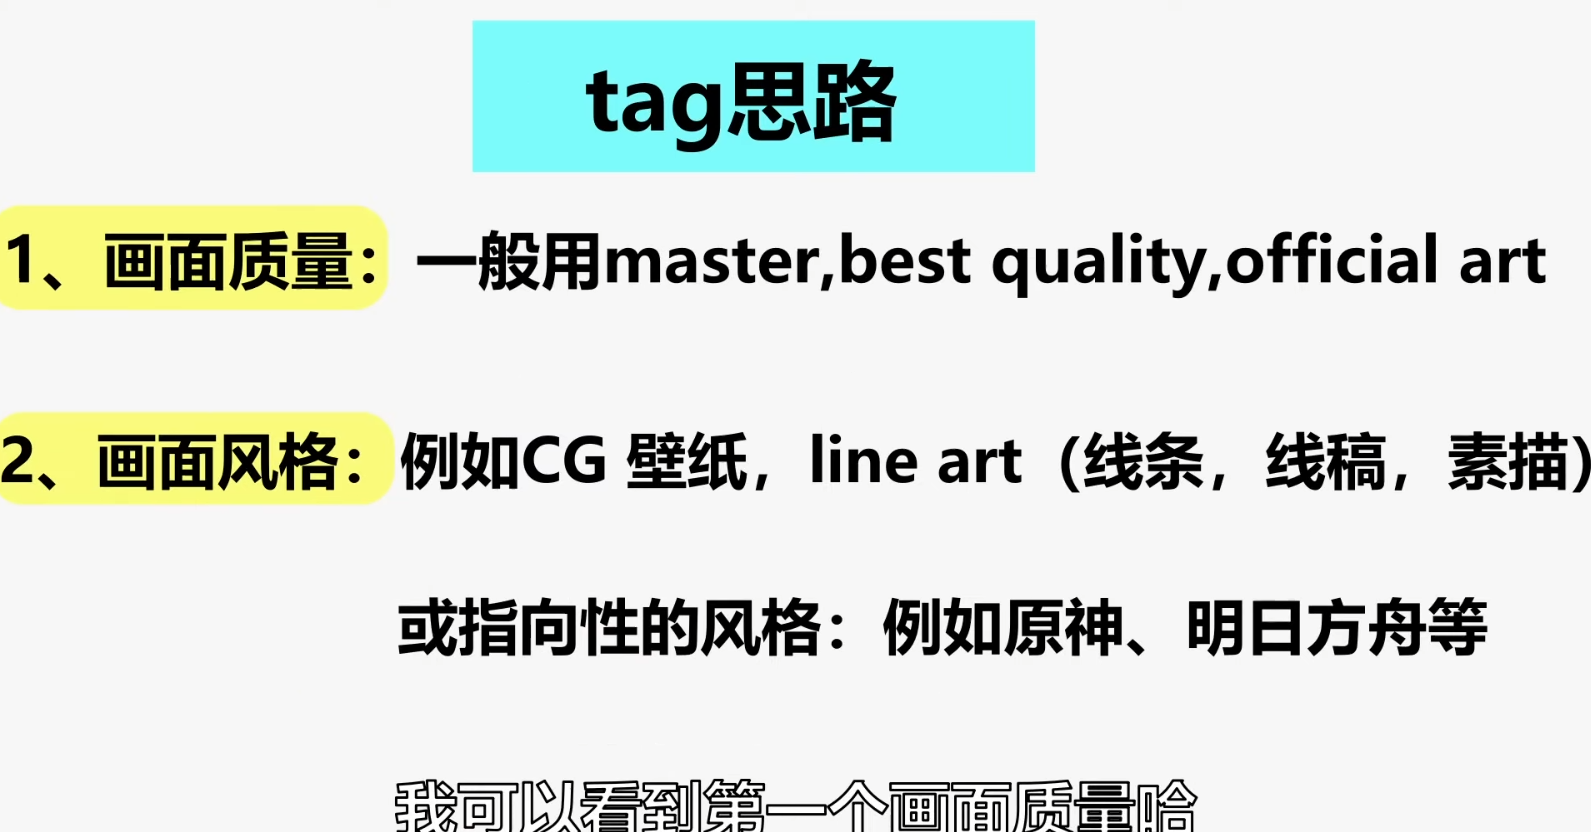 tag思路
1、画面质量：一般用master,best quality,official art
2、画面风格：例如CG 壁纸，line art（线条，线稿，素描)
或指向性的风格：例如原神、明日方舟等
我可以看到第一个画面质量哈